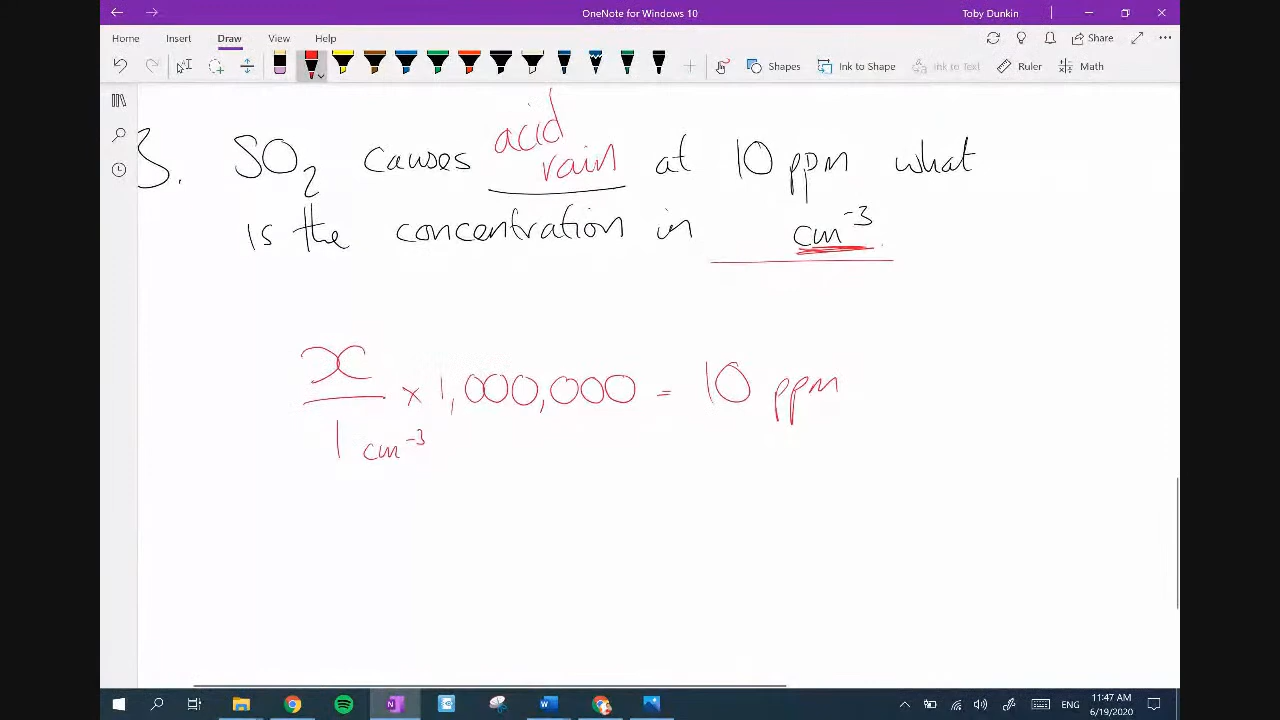 OneNote for Windows 10
Toby Dunkin
Home Insert Draw View Help
Share
Shapes Ink to Shape Ink to Text Ruler Math
3. SO₂ causes acid rain at 10 ppm what
is the concentration in cm⁻³
x
× 1,000,000 = 10 ppm
1 cm⁻³
ENG
11:47 AM
6/19/2020